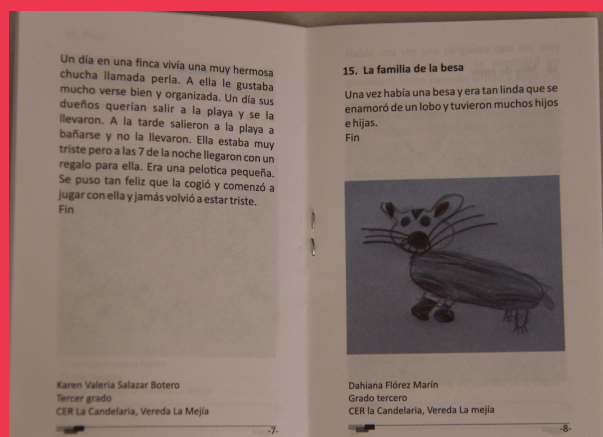 Un día en una finca vivía una muy hermosa
chucha llamada perla. A ella le gustaba
mucho verse bien y organizada. Un día sus
dueños querían salir a la playa y se la
llevaron. A la tarde salieron a la playa a
bañarse y no la llevaron. Ella estaba muy
triste pero a las 7 de la noche llegaron con un
regalo para ella. Era una pelotica pequeña.
Se puso tan feliz que la cogió y comenzó a
jugar con ella y jamás volvió a estar triste.
Fin
Karen Valeria Salazar Botero
Tercer grado
CER La Candelaria, Vereda La Mejía
-7-
15. La familia de la besa
Una vez había una besa y era tan linda que se
enamoró de un lobo y tuvieron muchos hijos
e hijas.
Fin
Dahiana Flórez Marín
Grado tercero
CER la Candelaria, Vereda La mejía
-8-